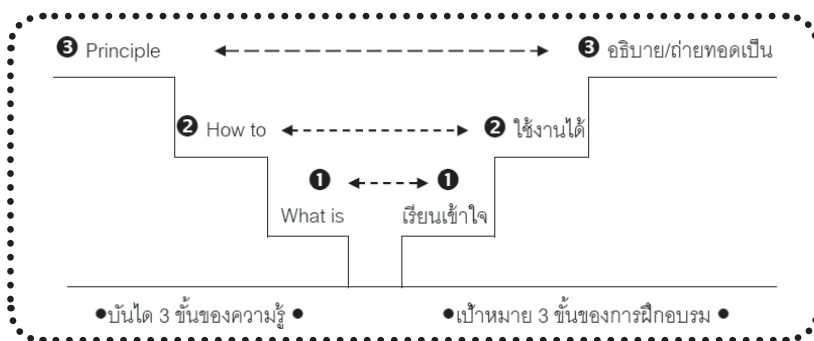 ❸ Principle ❸ อธิบาย/ถ่ายทอดเป็น
❷ How to ❷ ใช้งานได้
❶ ❶
What is เรียนเข้าใจ
●บันได 3 ขั้นของความรู้ ● ●เป้าหมาย 3 ขั้นของการฝึกอบรม ●